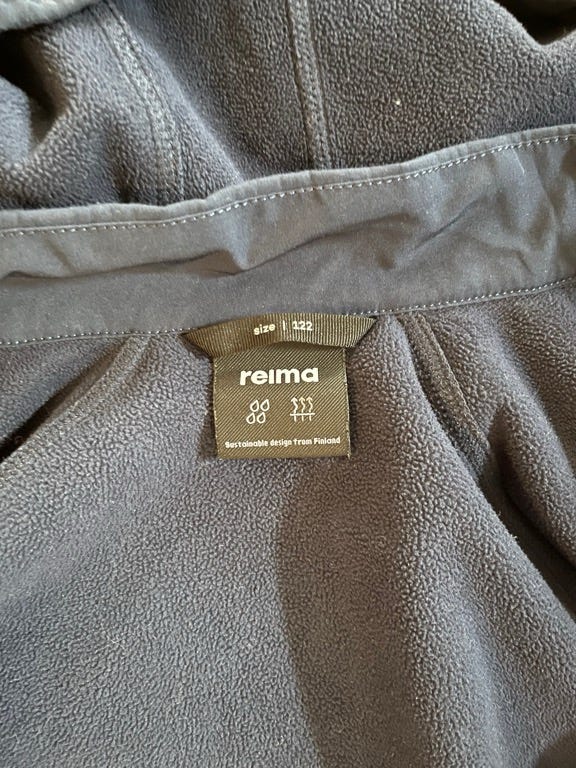 size | 122
reima
Sustainable design from Finland